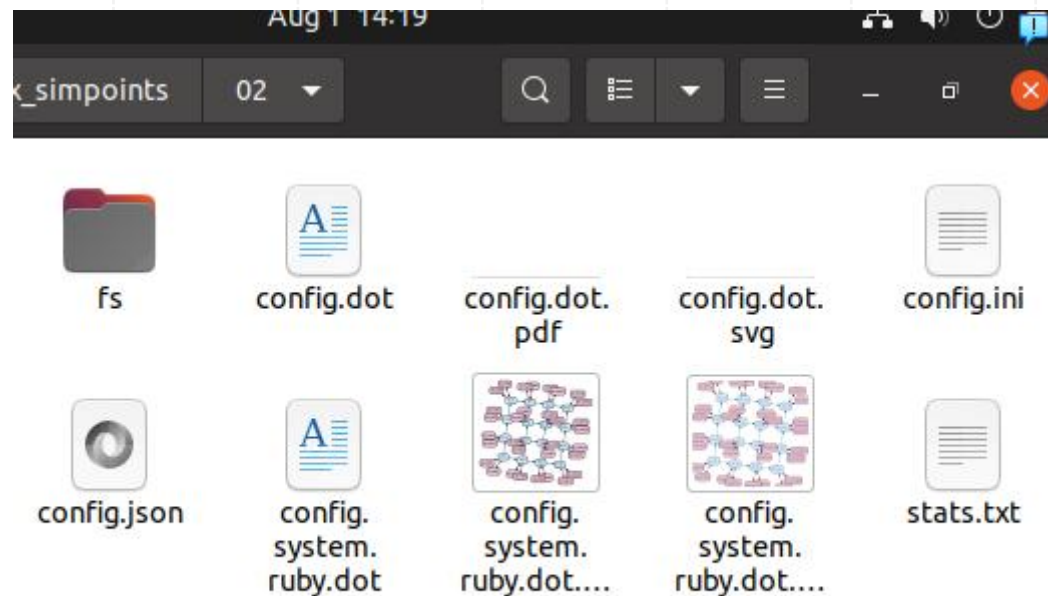 Aug 1 14:19
x_simpoints 02
fs config.dot config.dot. config.dot. config.ini
pdf svg
config.json config. config. config. stats.txt
system. system. system.
ruby.dot ruby.dot.... ruby.dot....